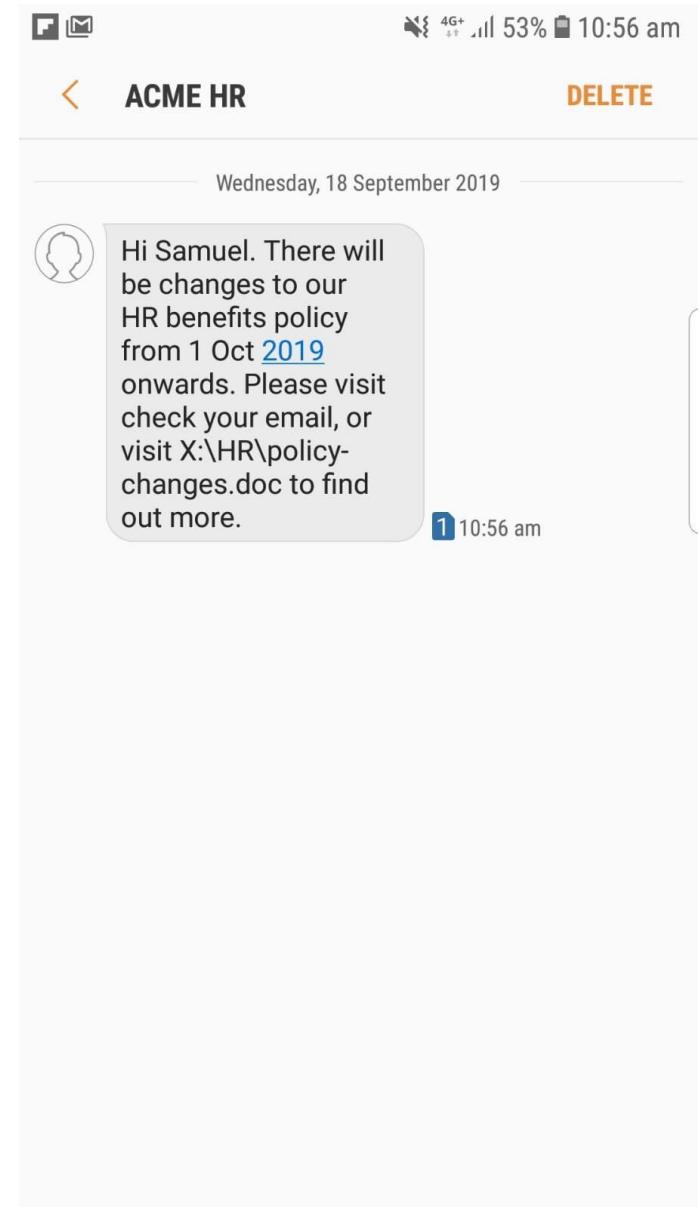 4G+ 53% 10:56 am
ACME HR
DELETE
Wednesday, 18 September 2019
Hi Samuel. There will
be changes to our
HR benefits policy
from 1 Oct 2019
onwards. Please visit
check your email, or
visit X:\HR\policy-
changes.doc to find
out more.
1 10:56 am